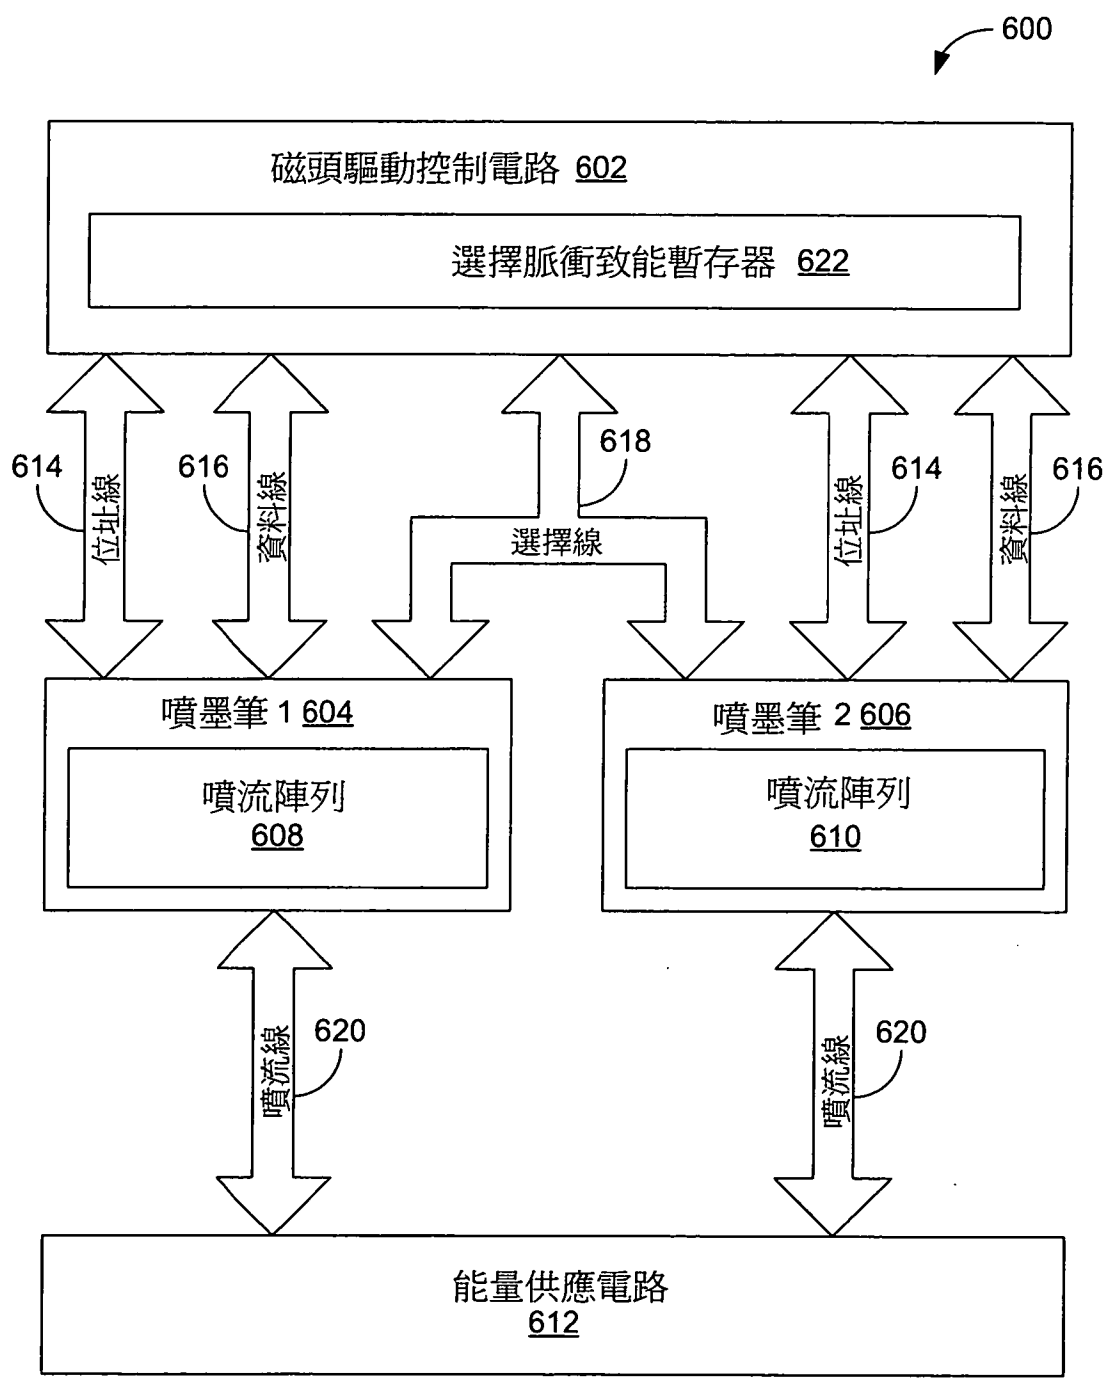 600
磁頭驅動控制電路 602
選擇脈衝致能暫存器 622
614
位址線
616
資料線
618
選擇線
位址線
614
資料線
616
噴墨筆 1 604
噴流陣列
608
噴墨筆 2 606
噴流陣列
610
噴流線
620
噴流線
620
能量供應電路
612